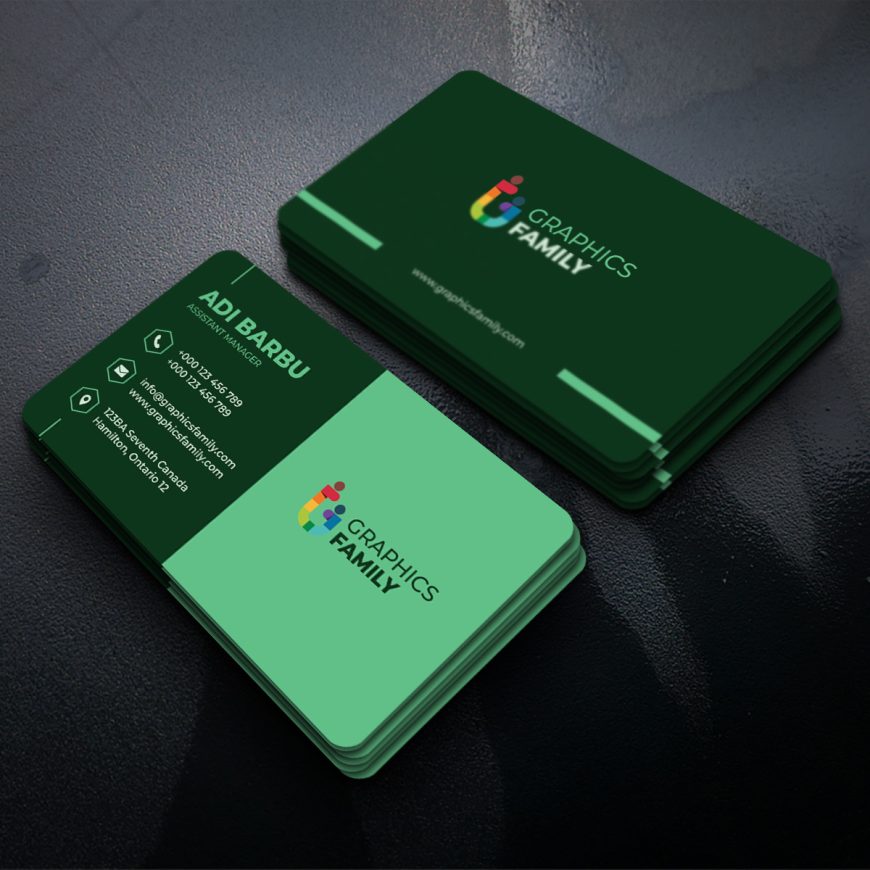 GRAPHICS
FAMILY
www.graphicsfamily.com
ADI BARBU
ASSISTANT MANAGER
+000 123 456 789
+000 123 456 789
info@graphicsfamily.com
www.graphicsfamily.com
123BA Seventh Canada
Hamilton, Ontario 12
GRAPHICS
FAMILY